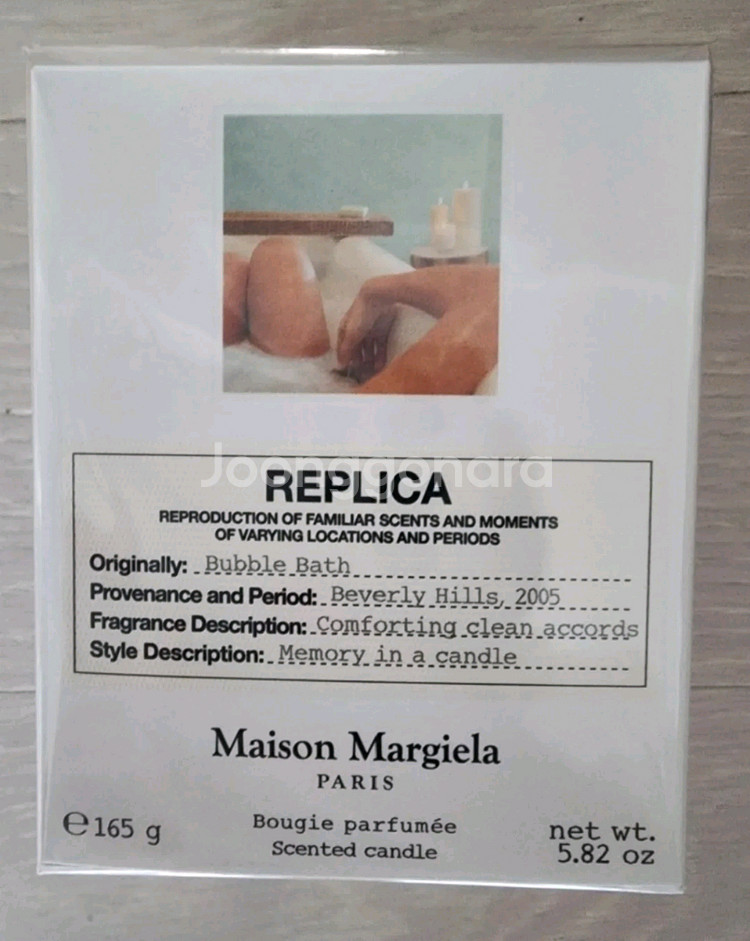 Joonggonara
REPLICA
REPRODUCTION OF FAMILIAR SCENTS AND MOMENTS
OF VARYING LOCATIONS AND PERIODS
Originally: Bubble Bath
Provenance and Period: Beverly Hills, 2005
Fragrance Description: Comforting clean accords
Style Description: Memory in a candle
Maison Margiela
PARIS
℮ 165 g
Bougie parfumée
Scented candle
net wt.
5.82 oz